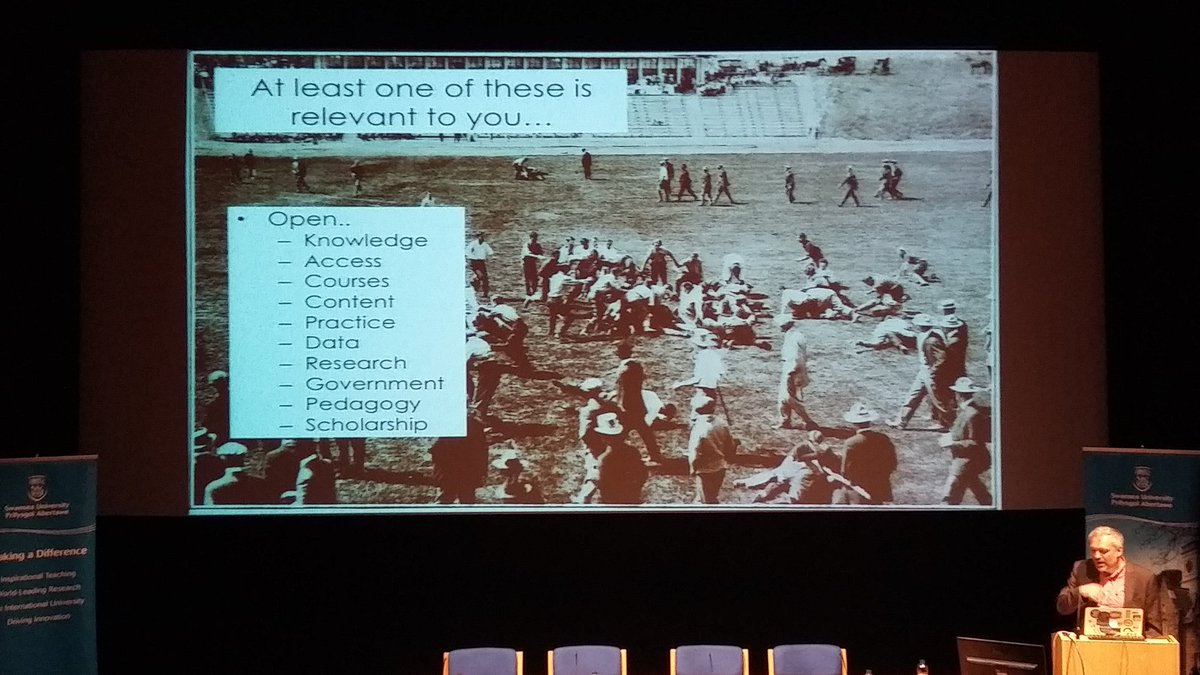 At least one of these is
relevant to you...
• Open..
– Knowledge
– Access
– Courses
– Content
– Practice
– Data
– Research
– Government
– Pedagogy
– Scholarship
Swansea University
Prifysgol Abertawe
aking a Difference
Inspirational Teaching
World-Leading Research
International University
Driving Innovation
Swansea University
Prifysgol Abertawe